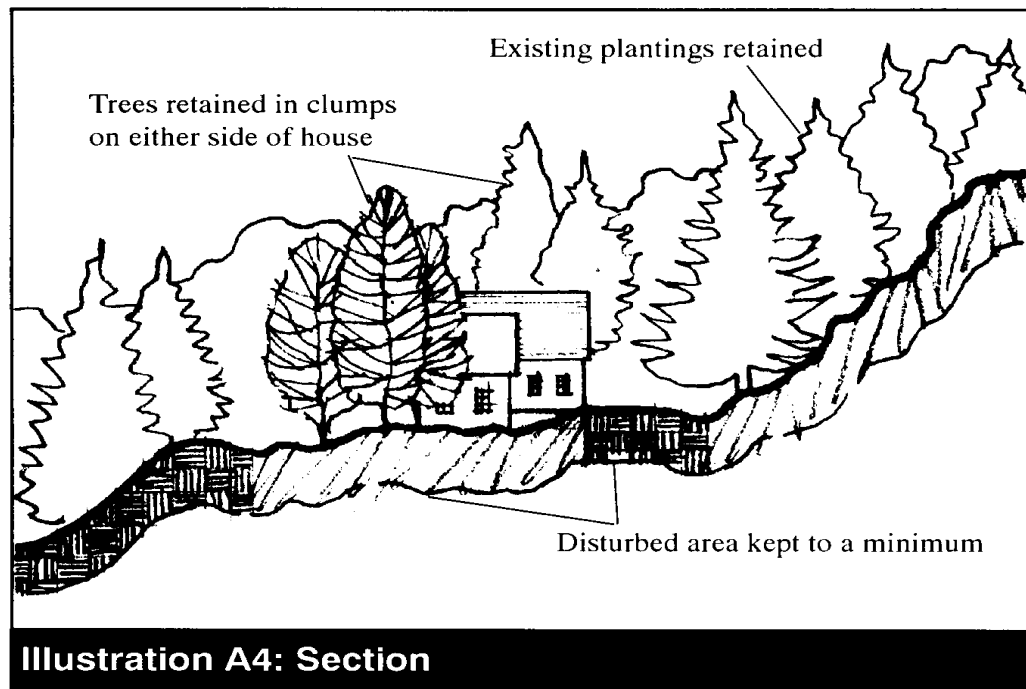 Existing plantings retained
Trees retained in clumps
on either side of house
Disturbed area kept to a minimum
Illustration A4: Section